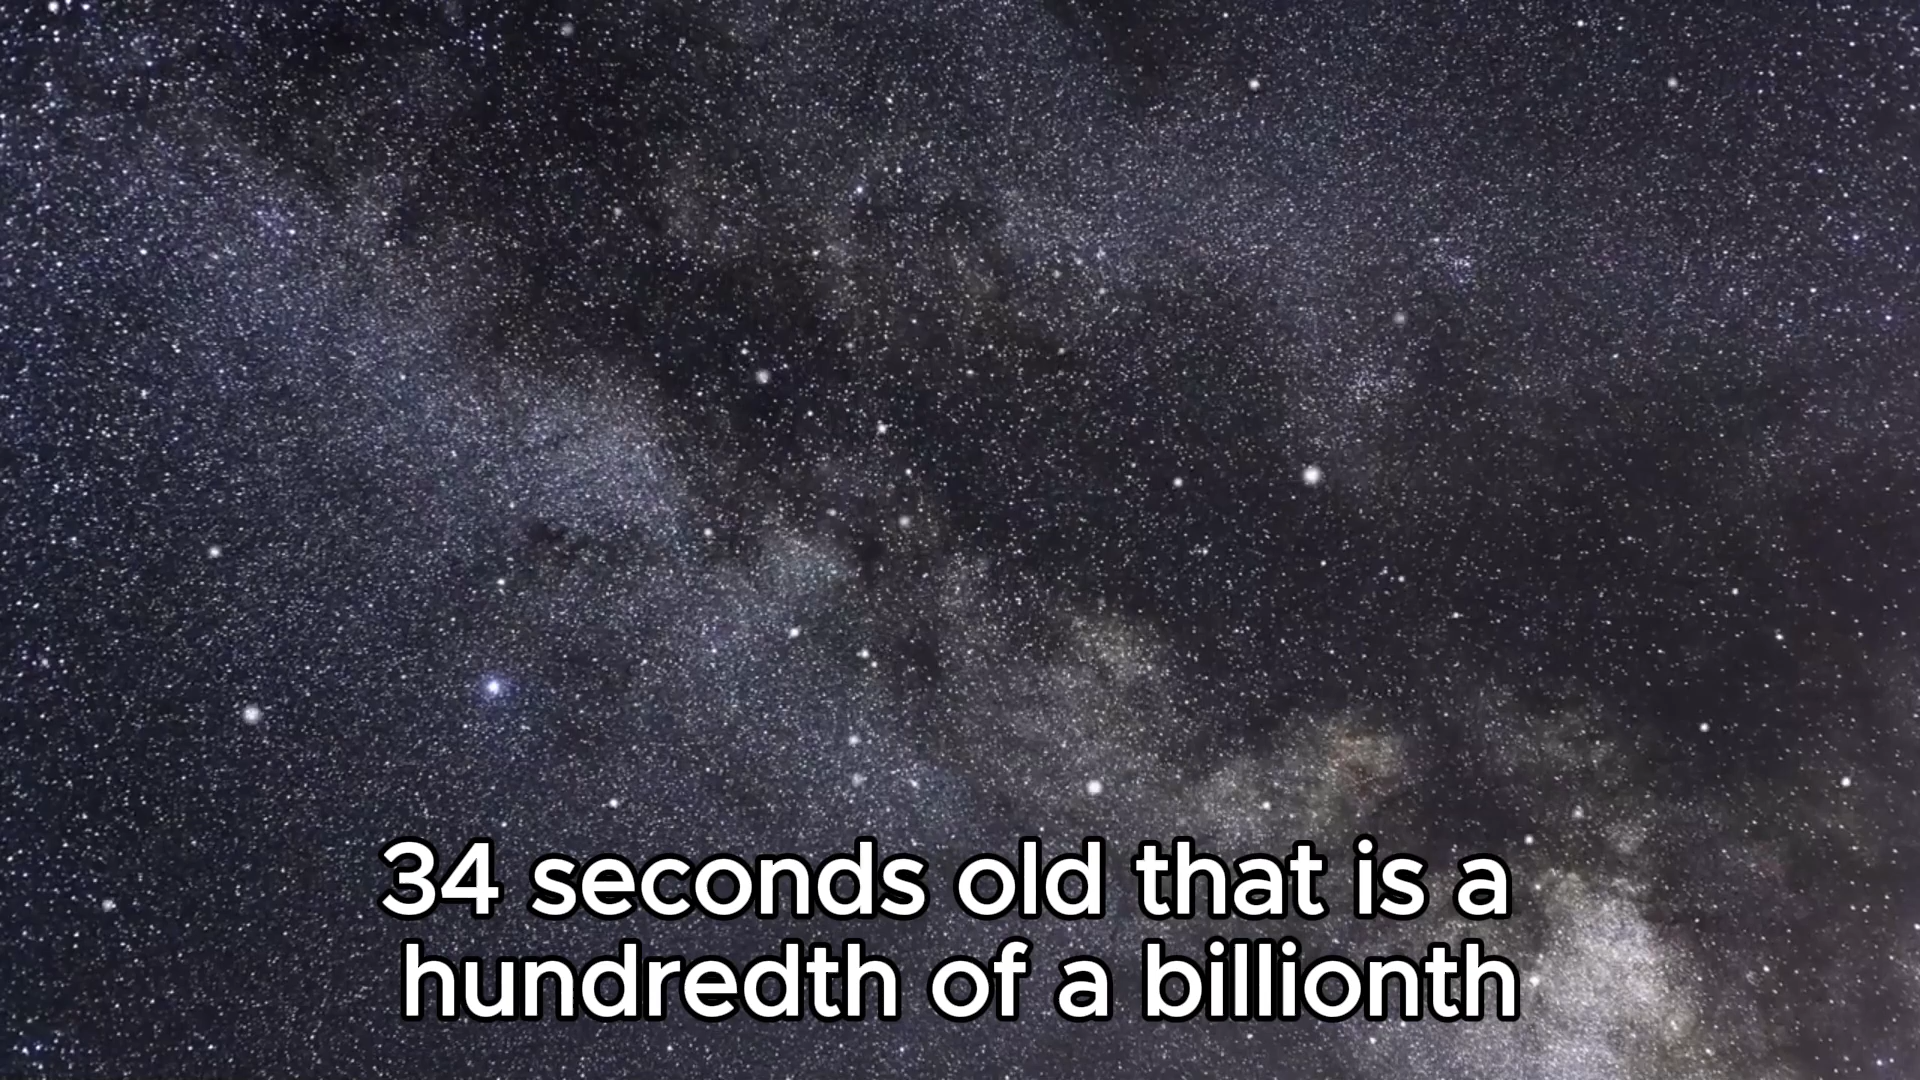 34 seconds old that is a
hundredth of a billionth